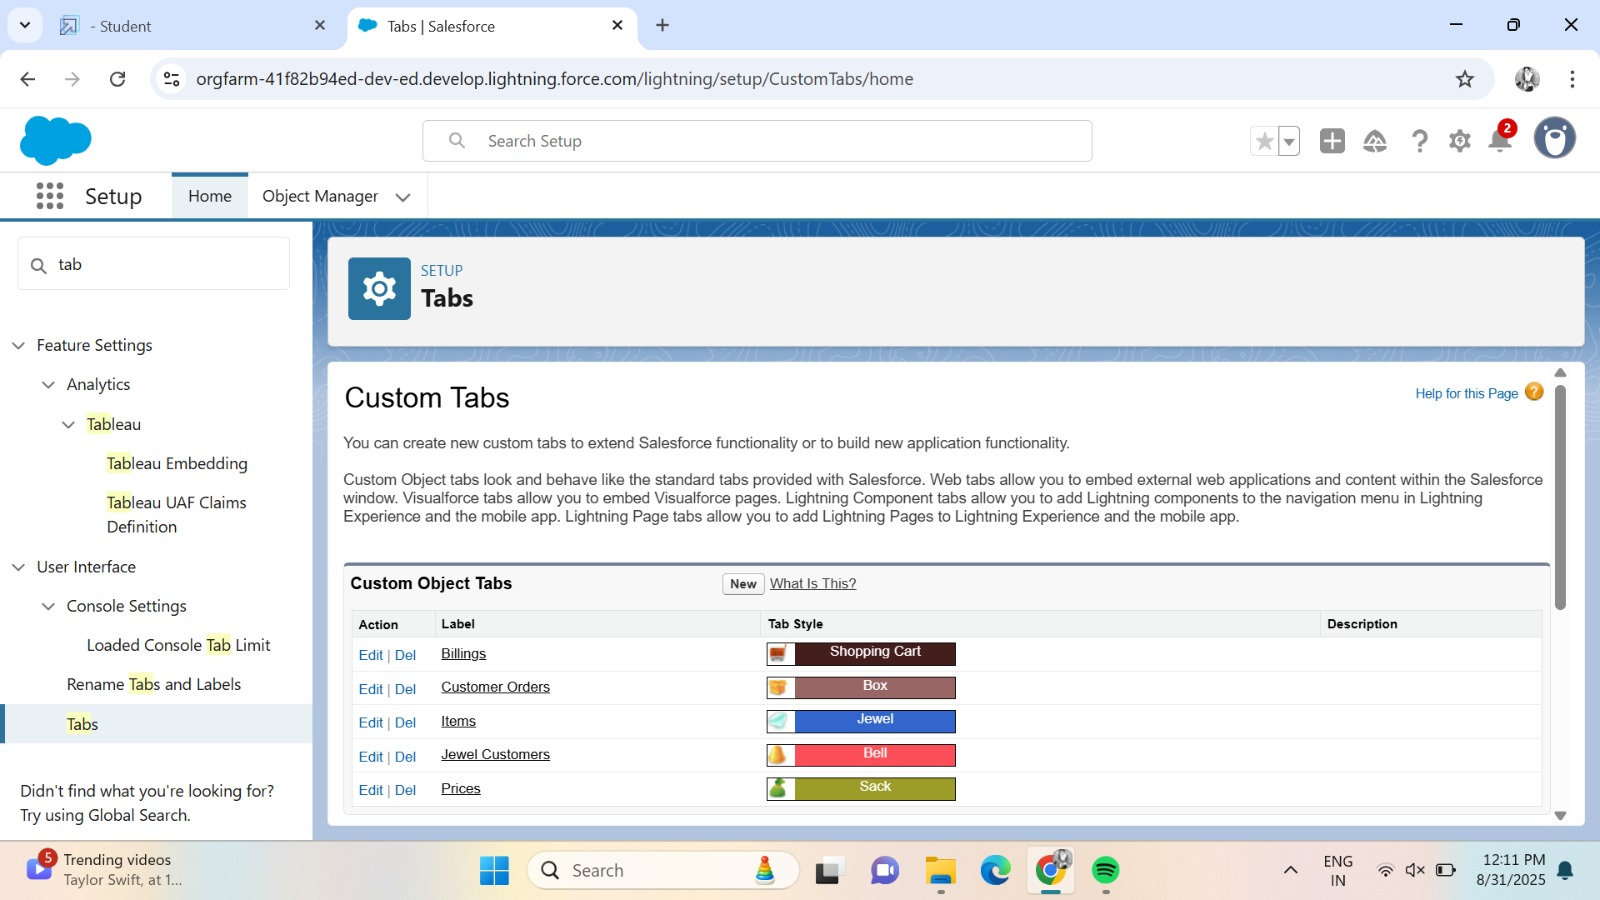 - Student
Tabs | Salesforce
orgfarm-41f82b94ed-dev-ed.develop.lightning.force.com/lightning/setup/CustomTabs/home
Search Setup
2
Setup
Home
Object Manager
tab
Feature Settings
Analytics
Tableau
Tableau Embedding
Tableau UAF Claims
Definition
User Interface
Console Settings
Loaded Console Tab Limit
Rename Tabs and Labels
Tabs
Didn't find what you're looking for?
Try using Global Search.
SETUP
Tabs
Custom Tabs
Help for this Page
You can create new custom tabs to extend Salesforce functionality or to build new application functionality.
Custom Object tabs look and behave like the standard tabs provided with Salesforce. Web tabs allow you to embed external web applications and content within the Salesforce
window. Visualforce tabs allow you to embed Visualforce pages. Lightning Component tabs allow you to add Lightning components to the navigation menu in Lightning
Experience and the mobile app. Lightning Page tabs allow you to add Lightning Pages to Lightning Experience and the mobile app.
Custom Object Tabs New What Is This?
Action Label Tab Style Description
Edit | Del Billings Shopping Cart
Edit | Del Customer Orders Box
Edit | Del Items Jewel
Edit | Del Jewel Customers Bell
Edit | Del Prices Sack
5
Trending videos
Taylor Swift, at 1...
Search
ENG
IN
12:11 PM
8/31/2025